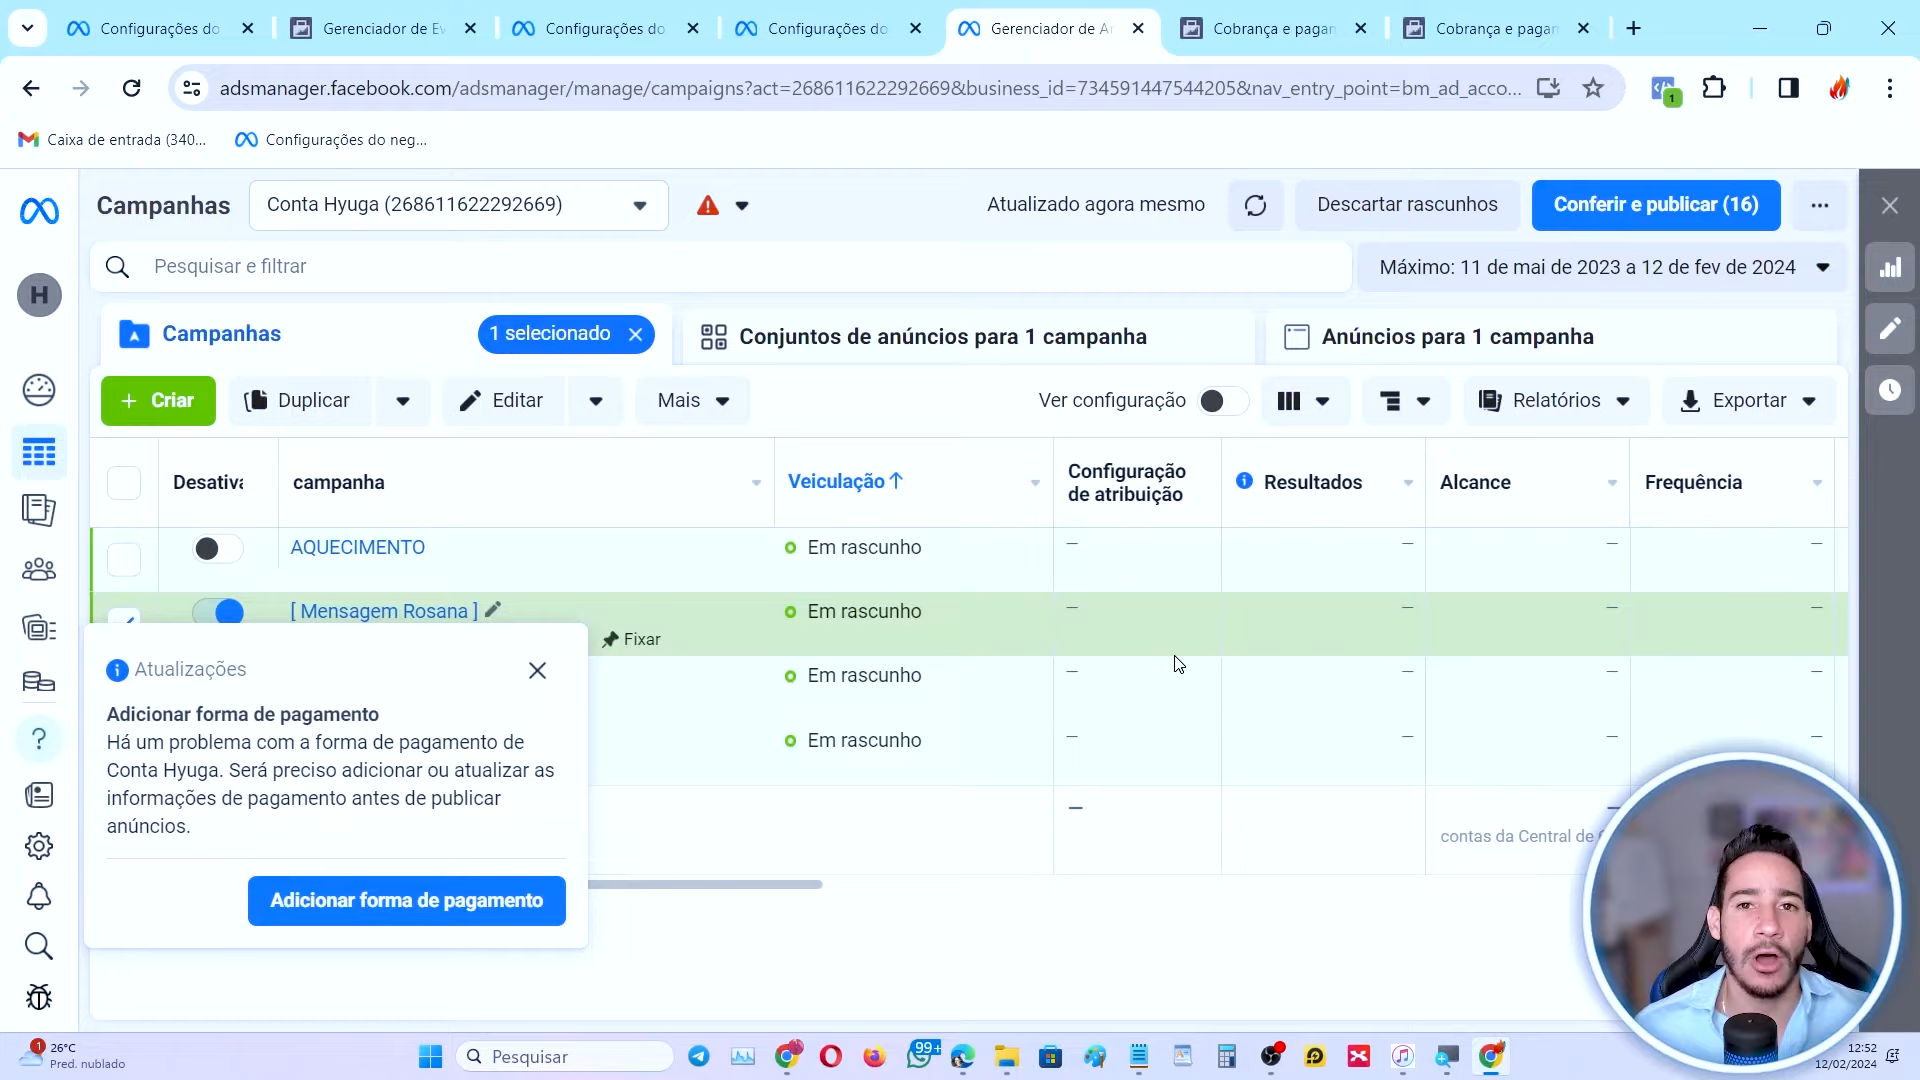 Configurações do
Gerenciador de Ev
Configurações do
Configurações do
Gerenciador de Ar
Cobrança e pagan
Cobrança e pagan
adsmanager.facebook.com/adsmanager/manage/campaigns?act=268611622292669&business_id=734591447544205&nav_entry_point=bm_ad_acco...
1
Caixa de entrada (340...
Configurações do neg...
Campanhas
Conta Hyuga (268611622292669)
Atualizado agora mesmo
Descartar rascunhos
Conferir e publicar (16)
H
Pesquisar e filtrar
Máximo: 11 de mai de 2023 a 12 de fev de 2024
Campanhas
1 selecionado
Conjuntos de anúncios para 1 campanha
Anúncios para 1 campanha
+ Criar
Duplicar
Editar
Mais
Ver configuração
Relatórios
Exportar
Desativa
campanha
Veiculação↑
Configuração
de atribuição
Resultados
Alcance
Frequência
AQUECIMENTO
Em rascunho
— — — —
[ Mensagem Rosana ]
Em rascunho
— — — —
Fixar
Em rascunho
— — — —
Em rascunho
— — — —
— —
contas da Central de
Atualizações
Adicionar forma de pagamento
Há um problema com a forma de pagamento de
Conta Hyuga. Será preciso adicionar ou atualizar as
informações de pagamento antes de publicar
anúncios.
Adicionar forma de pagamento
?
1
26°C
Pred. nublado
Pesquisar
99+
12:52
12/02/2024